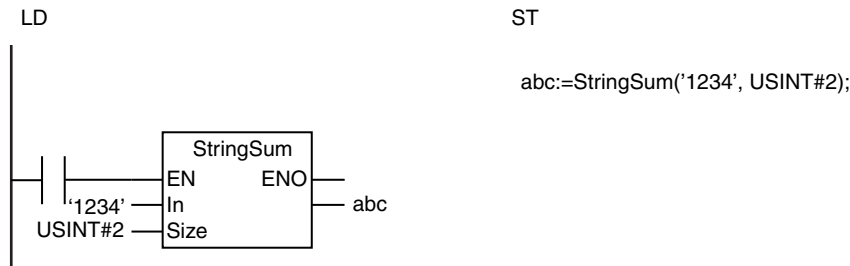 LD
ST
abc:=StringSum('1234', USINT#2);
StringSum
EN ENO
‘1234’ In abc
USINT#2 Size